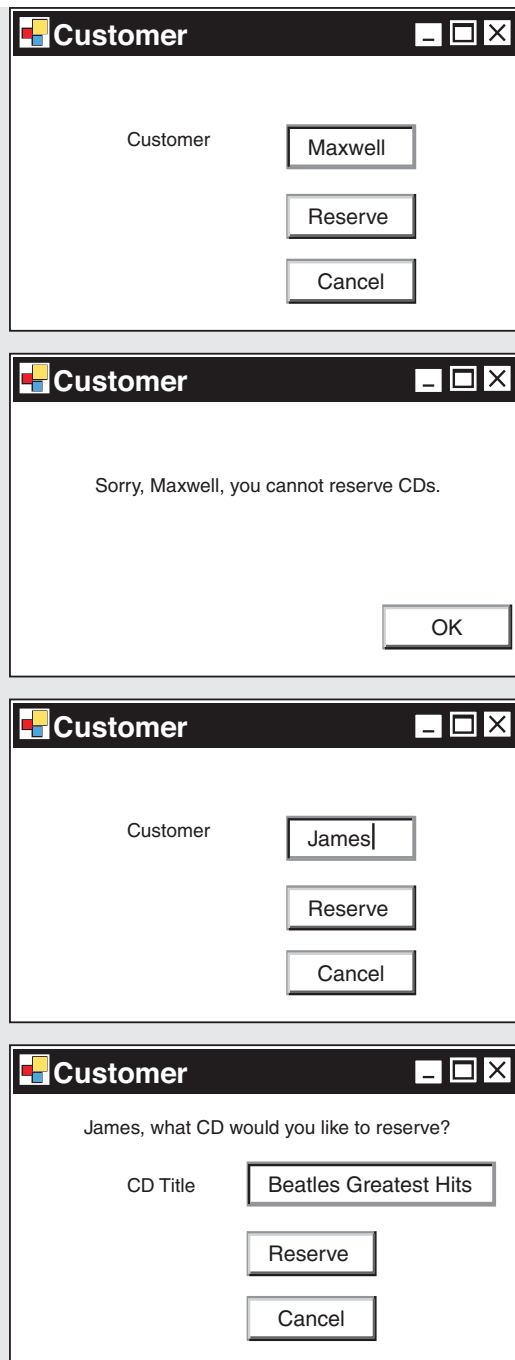 Customer
Customer Maxwell
Reserve
Cancel
Customer
Sorry, Maxwell, you cannot reserve CDs.
OK
Customer
Customer James
Reserve
Cancel
Customer
James, what CD would you like to reserve?
CD Title Beatles Greatest Hits
Reserve
Cancel